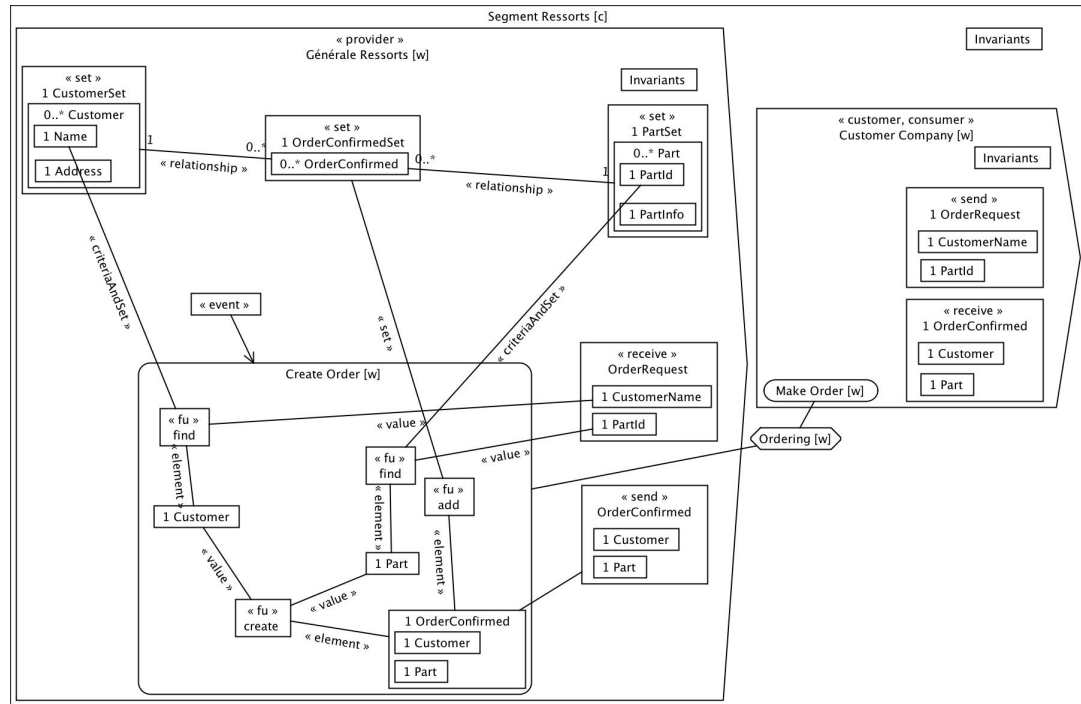 Segment Ressorts [c]
« provider »
Générale Ressorts [w]
Invariants
« set »
1 CustomerSet
0..* Customer
1 Name
1 Address
1
« relationship »
0..*
« set »
1 OrderConfirmedSet
0..* OrderConfirmed
0..*
« relationship »
1
Invariants
« set »
1 PartSet
0..* Part
1 PartId
1 PartInfo
« customer, consumer »
Customer Company [w]
Invariants
« send »
1 OrderRequest
1 CustomerName
1 PartId
« receive »
1 OrderConfirmed
1 Customer
1 Part
Make Order [w]
Ordering [w]
« criteriaAndSet »
« event »
« set »
« criteriaAndSet »
Create Order [w]
« receive »
OrderRequest
1 CustomerName
1 PartId
« fu »
find
« value »
« fu »
find
« value »
« element »
« element »
« fu »
add
« element »
1 Customer
« value »
1 Part
« value »
« fu »
create
« element »
1 OrderConfirmed
1 Customer
1 Part
« send »
OrderConfirmed
1 Customer
1 Part